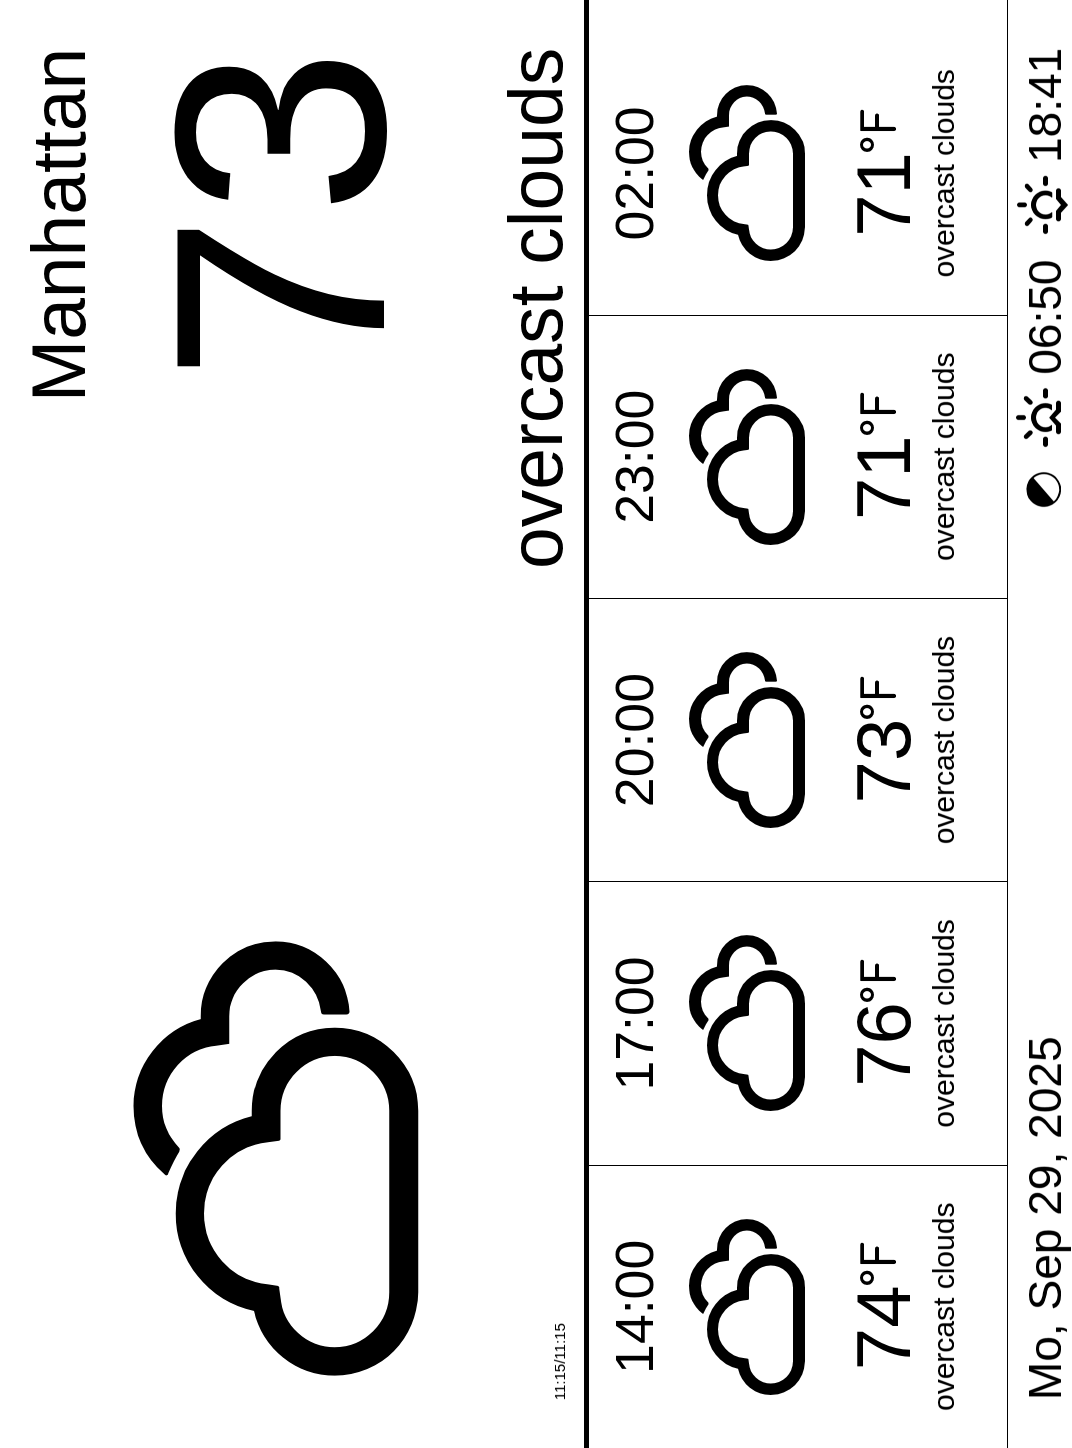 Manhattan
73
overcast clouds
11:15/11:15
14:00 17:00 20:00 23:00 02:00
74°F 76°F 73°F 71°F 71°F
overcast clouds overcast clouds overcast clouds overcast clouds overcast clouds
Mo, Sep 29, 2025 06:50 18:41